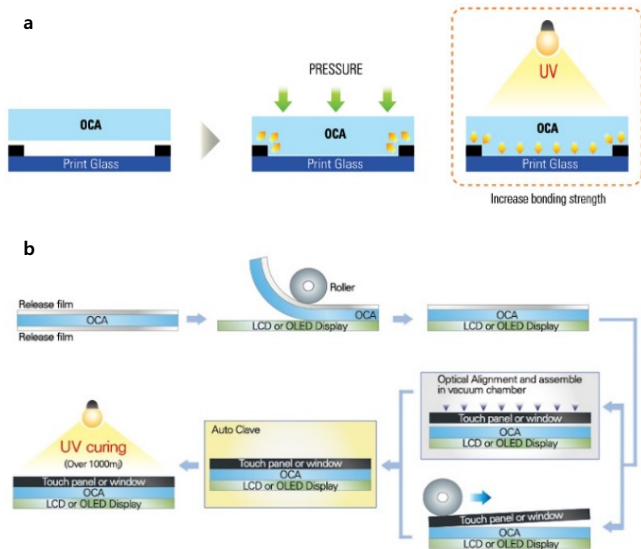 a
PRESSURE
UV
OCA
OCA
OCA
Print Glass
Print Glass
Print Glass
Increase bonding strength
b
Release film
OCA
Release film
Roller
OCA
LCD or OLED Display
OCA
LCD or OLED Display
Optical Alignment and assemble
in vacuum chamber
Touch panel or window
OCA
LCD or OLED Display
Auto Clave
Touch panel or window
OCA
LCD or OLED Display
UV curing
(Over 1000mj)
Touch panel or window
OCA
LCD or OLED Display
Touch panel or window
OCA
LCD or OLED Display